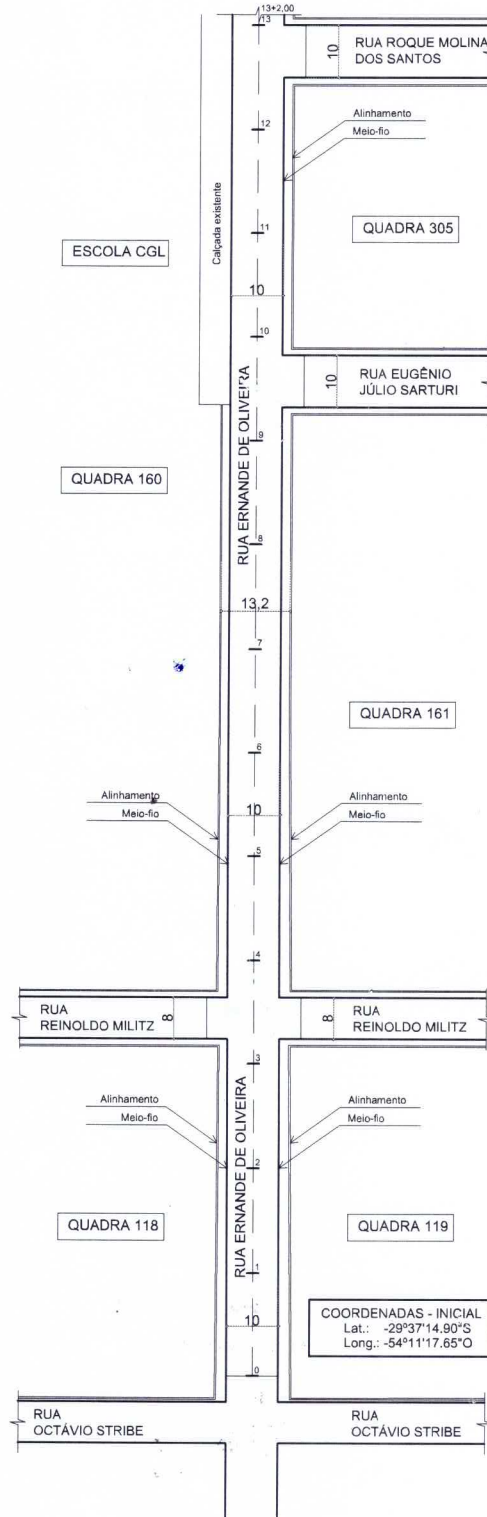 13+2,00
13
10
RUA ROQUE MOLINA
DOS SANTOS
12
Alinhamento
Meio-fio
Calçada existente
11
QUADRA 305
ESCOLA CGL
10
10
10
RUA EUGÊNIO
JÚLIO SARTURI
RUA ERNANDE DE OLIVEIRA
9
QUADRA 160
8
13,2
7
QUADRA 161
6
Alinhamento
Meio-fio
10
Alinhamento
Meio-fio
5
4
RUA
REINOLDO MILITZ
8
8
RUA
REINOLDO MILITZ
3
Alinhamento
Meio-fio
Alinhamento
Meio-fio
RUA ERNANDE DE OLIVEIRA
2
QUADRA 118
QUADRA 119
1
COORDENADAS - INICIAL
Lat.: -29º37'14.90"S
Long.: -54º11'17.65"O
10
0
RUA
OCTÁVIO STRIBE
RUA
OCTÁVIO STRIBE